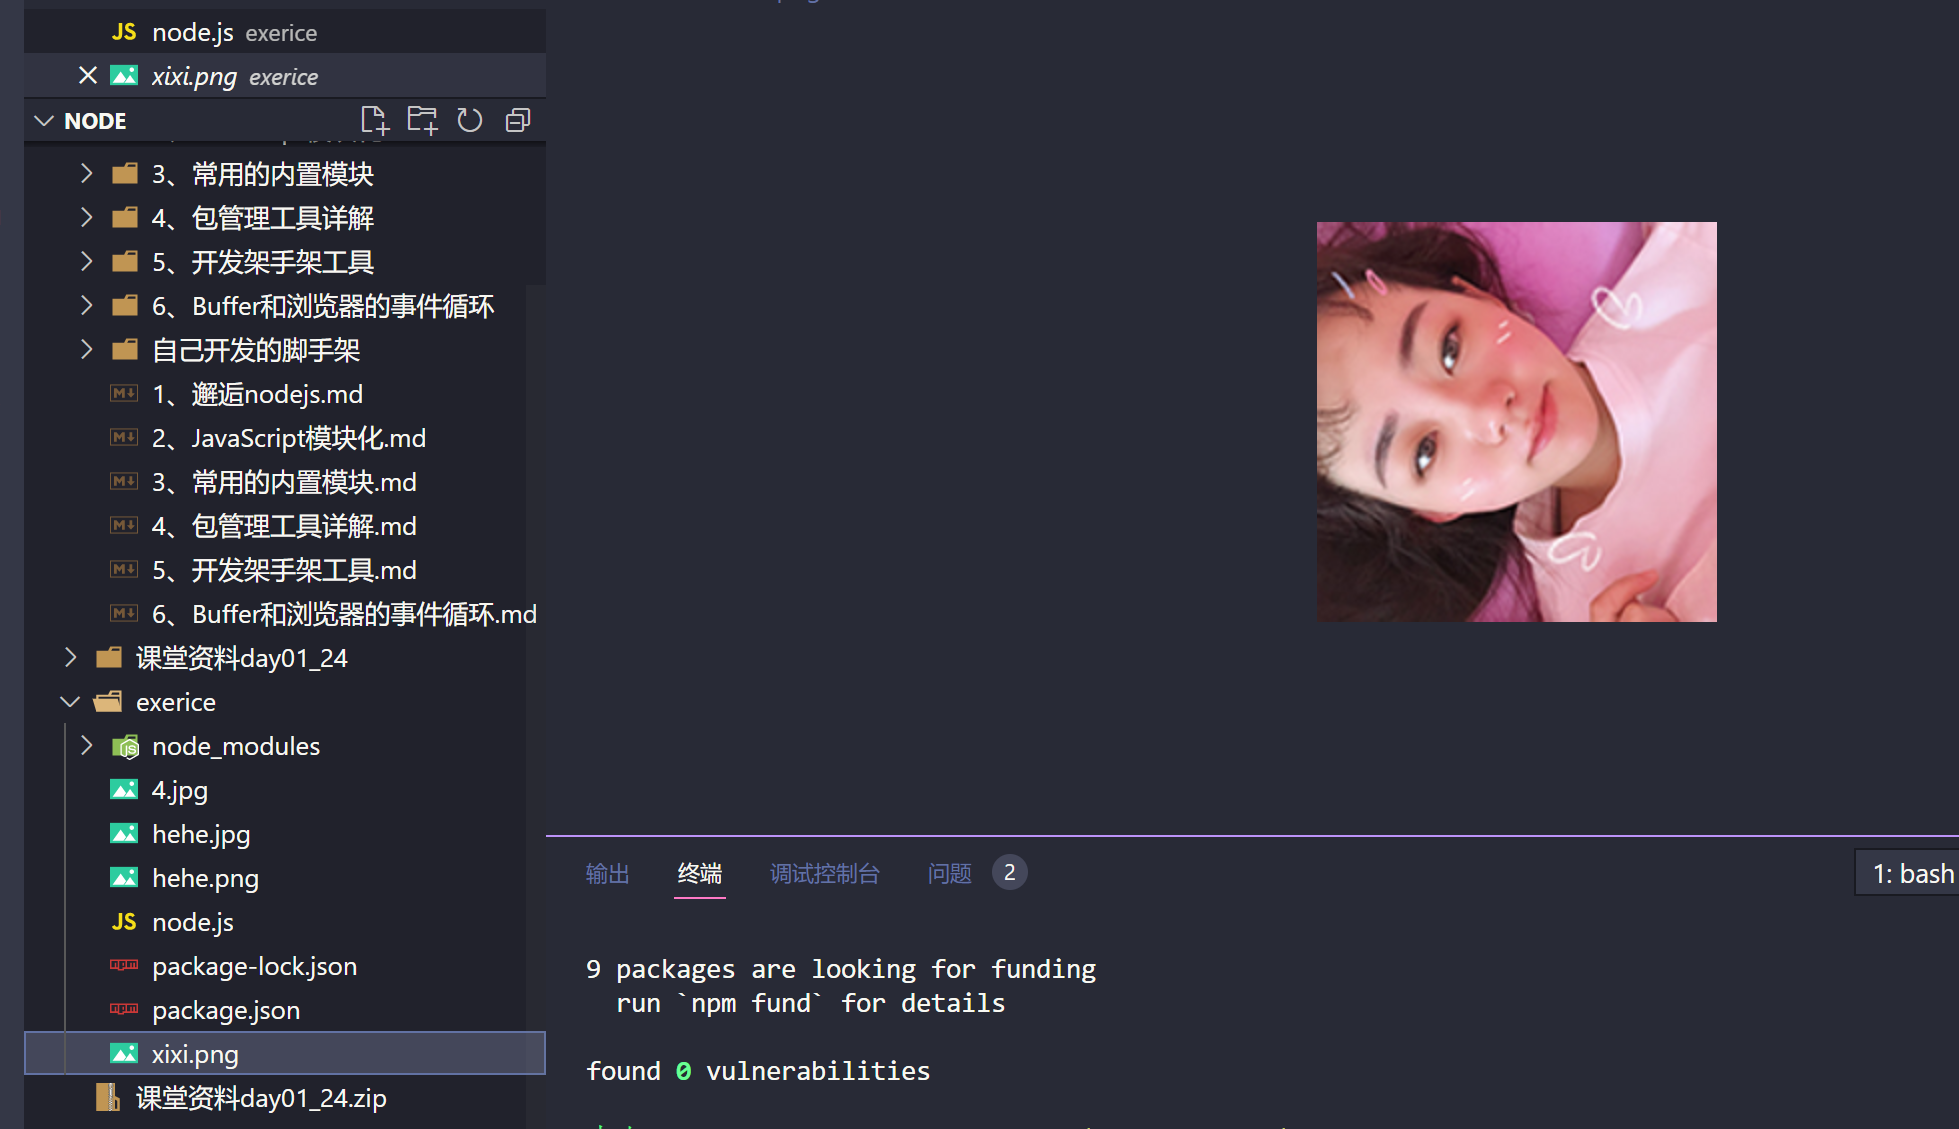 JS node.js exerice
xixi.png exerice
NODE
3、常用的内置模块
4、包管理工具详解
5、开发架手架工具
6、Buffer和浏览器的事件循环
自己开发的脚手架
1、邂逅nodejs.md
2、JavaScript模块化.md
3、常用的内置模块.md
4、包管理工具详解.md
5、开发架手架工具.md
6、Buffer和浏览器的事件循环.md
课堂资料day01_24
exerice
node_modules
4.jpg
hehe.jpg
hehe.png
JS node.js
package-lock.json
package.json
xixi.png
课堂资料day01_24.zip
输出 终端 调试控制台 问题 2
1: bash
9 packages are looking for funding
run `npm fund` for details
found 0 vulnerabilities